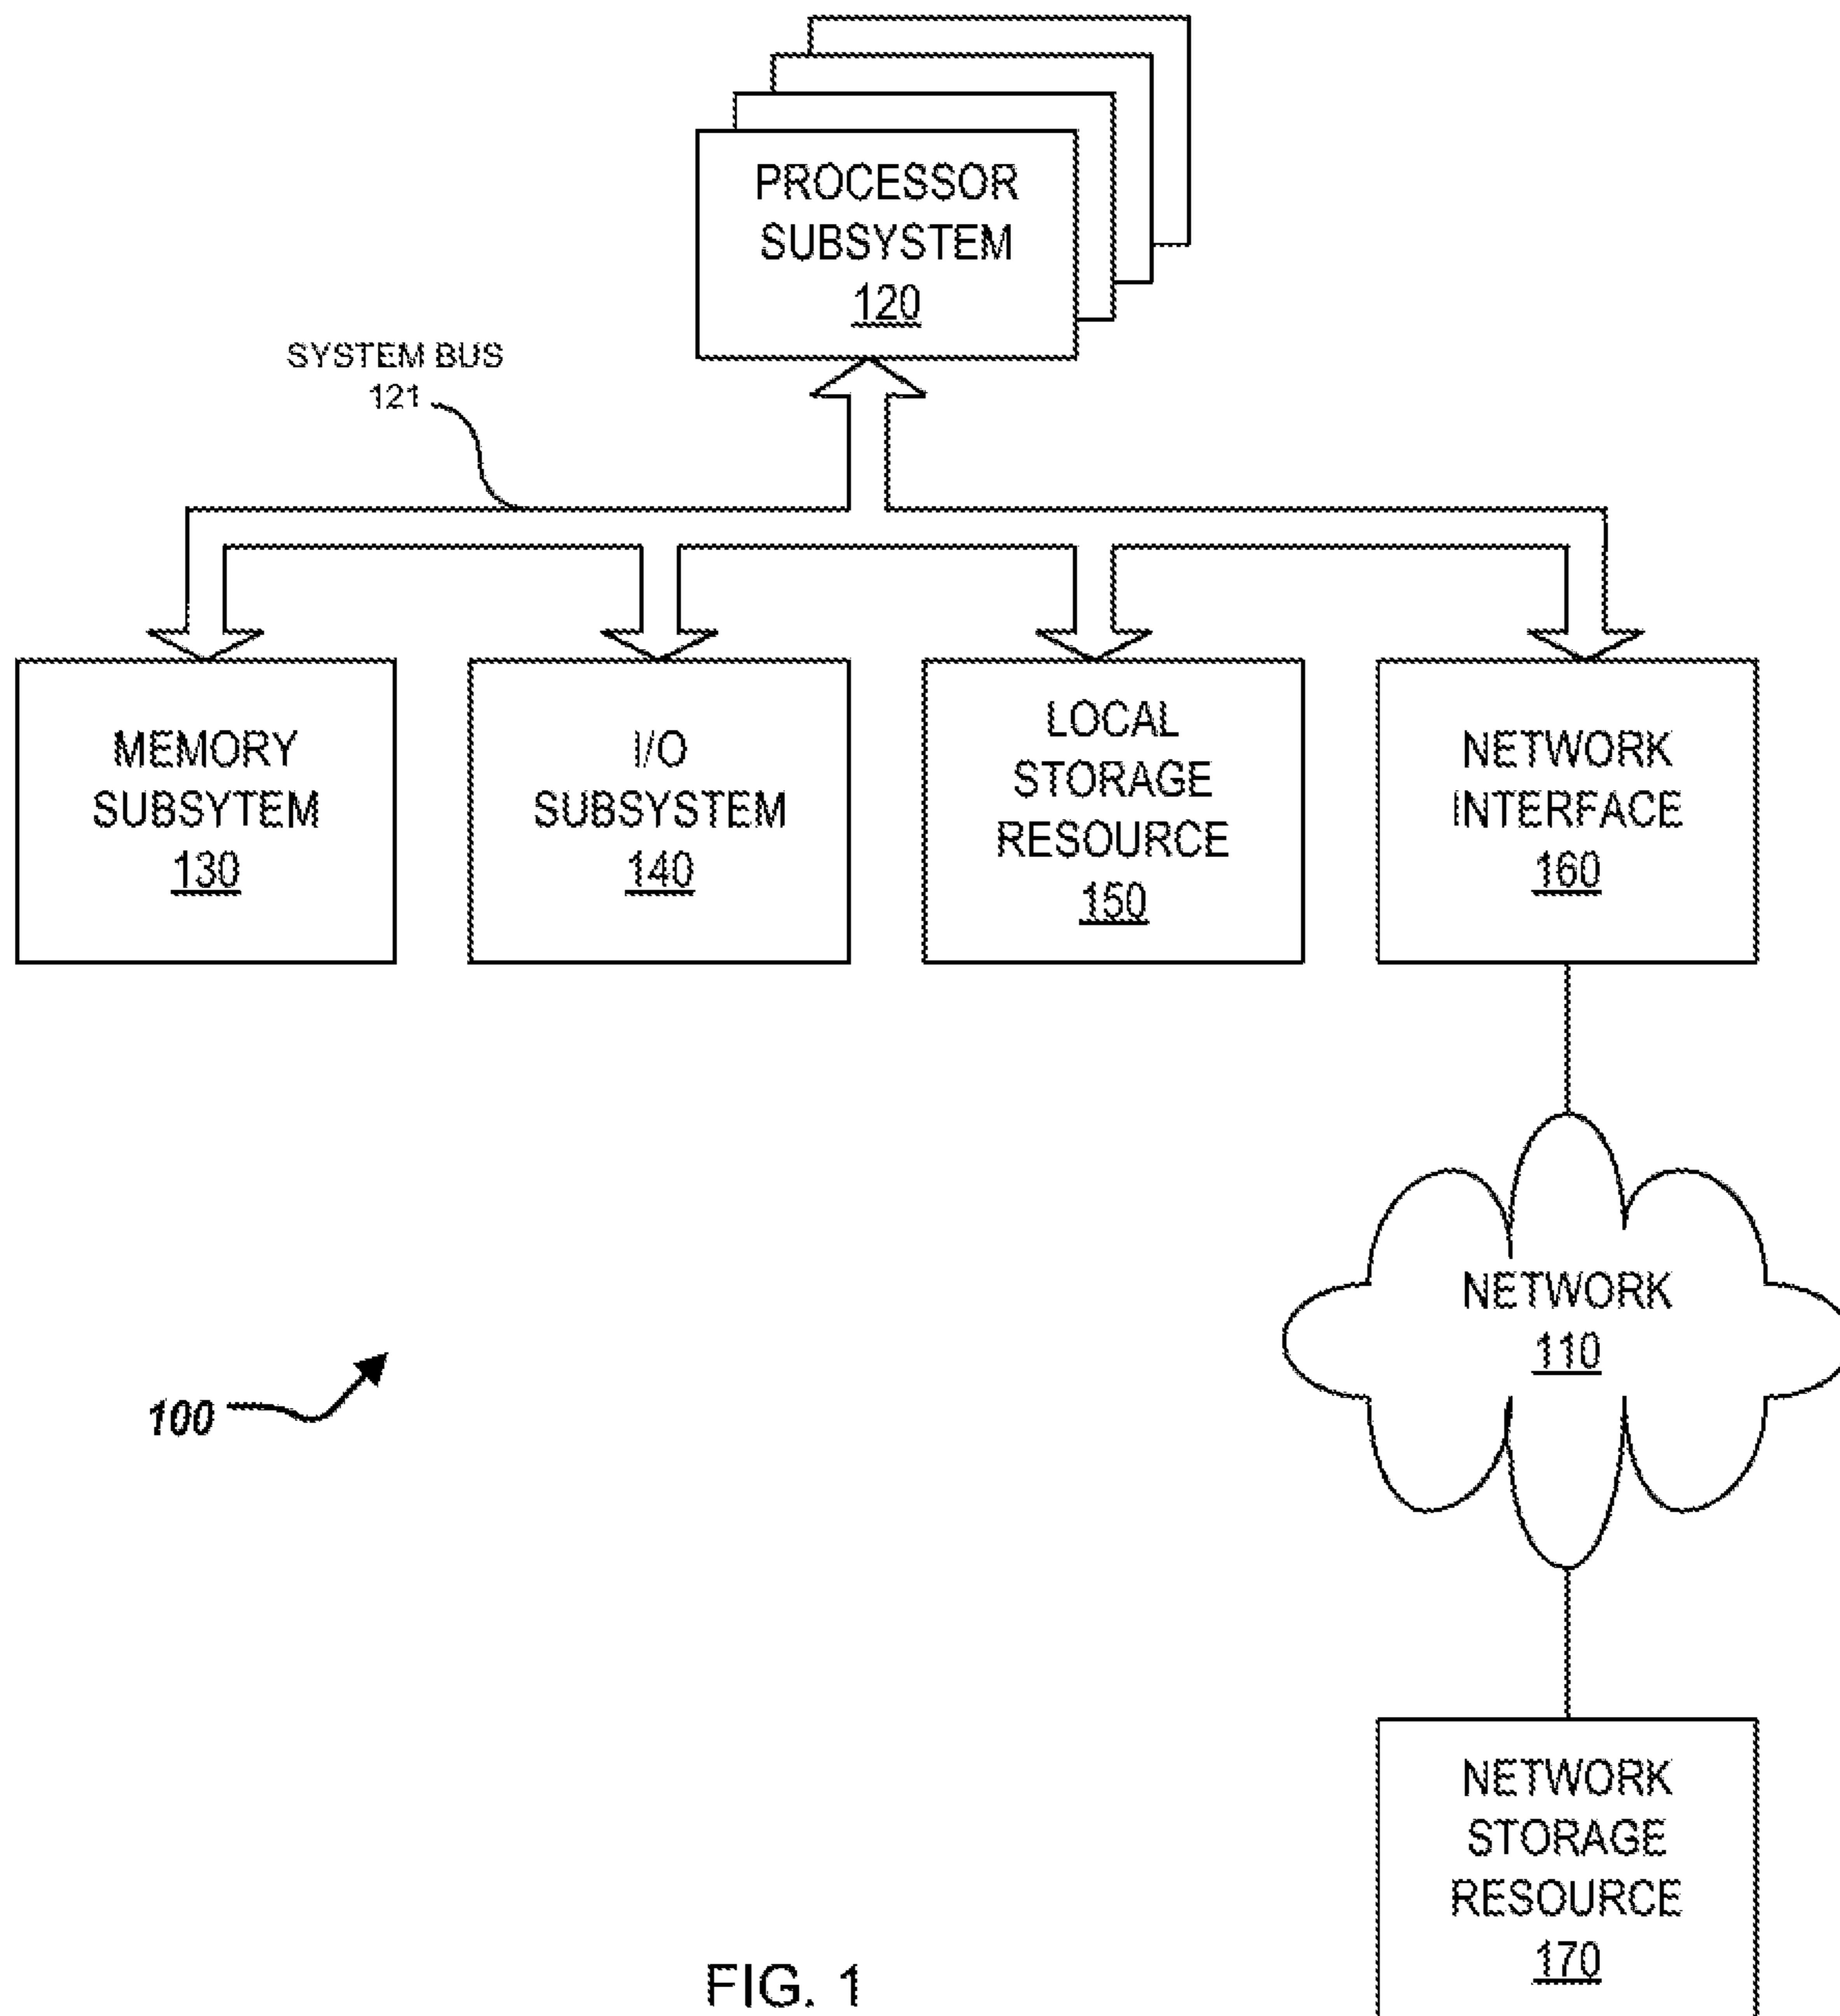 PROCESSOR
SUBSYSTEM
120
SYSTEM BUS
121
MEMORY
SUBSYTEM
130
I/O
SUBSYSTEM
140
LOCAL
STORAGE
RESOURCE
150
NETWORK
INTERFACE
160
NETWORK
110
100
NETWORK
STORAGE
RESOURCE
170
FIG. 1